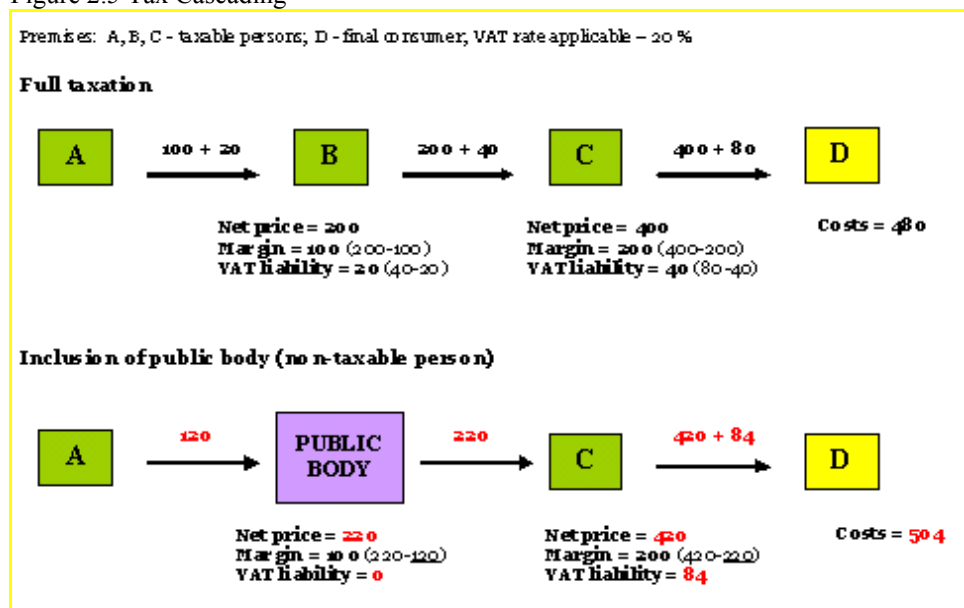 Figure 2.5 Tax Cascading
Premises: A, B, C - taxable persons; D - final consumer; VAT rate applicable – 20 %
Full taxation
A 100 + 20 B 200 + 40 C 400 + 80 D
Net price = 200 Net price = 400 Costs = 480
Margin = 100 (200-100) Margin = 200 (400-200)
VAT liability = 20 (40-20) VAT liability = 40 (80-40)
Inclusion of public body (non-taxable person)
A 120 PUBLIC BODY 220 C 420 + 84 D
Net price = 220 Net price = 420 Costs = 504
Margin = 100 (220-120) Margin = 200 (420-220)
VAT liability = 0 VAT liability = 84